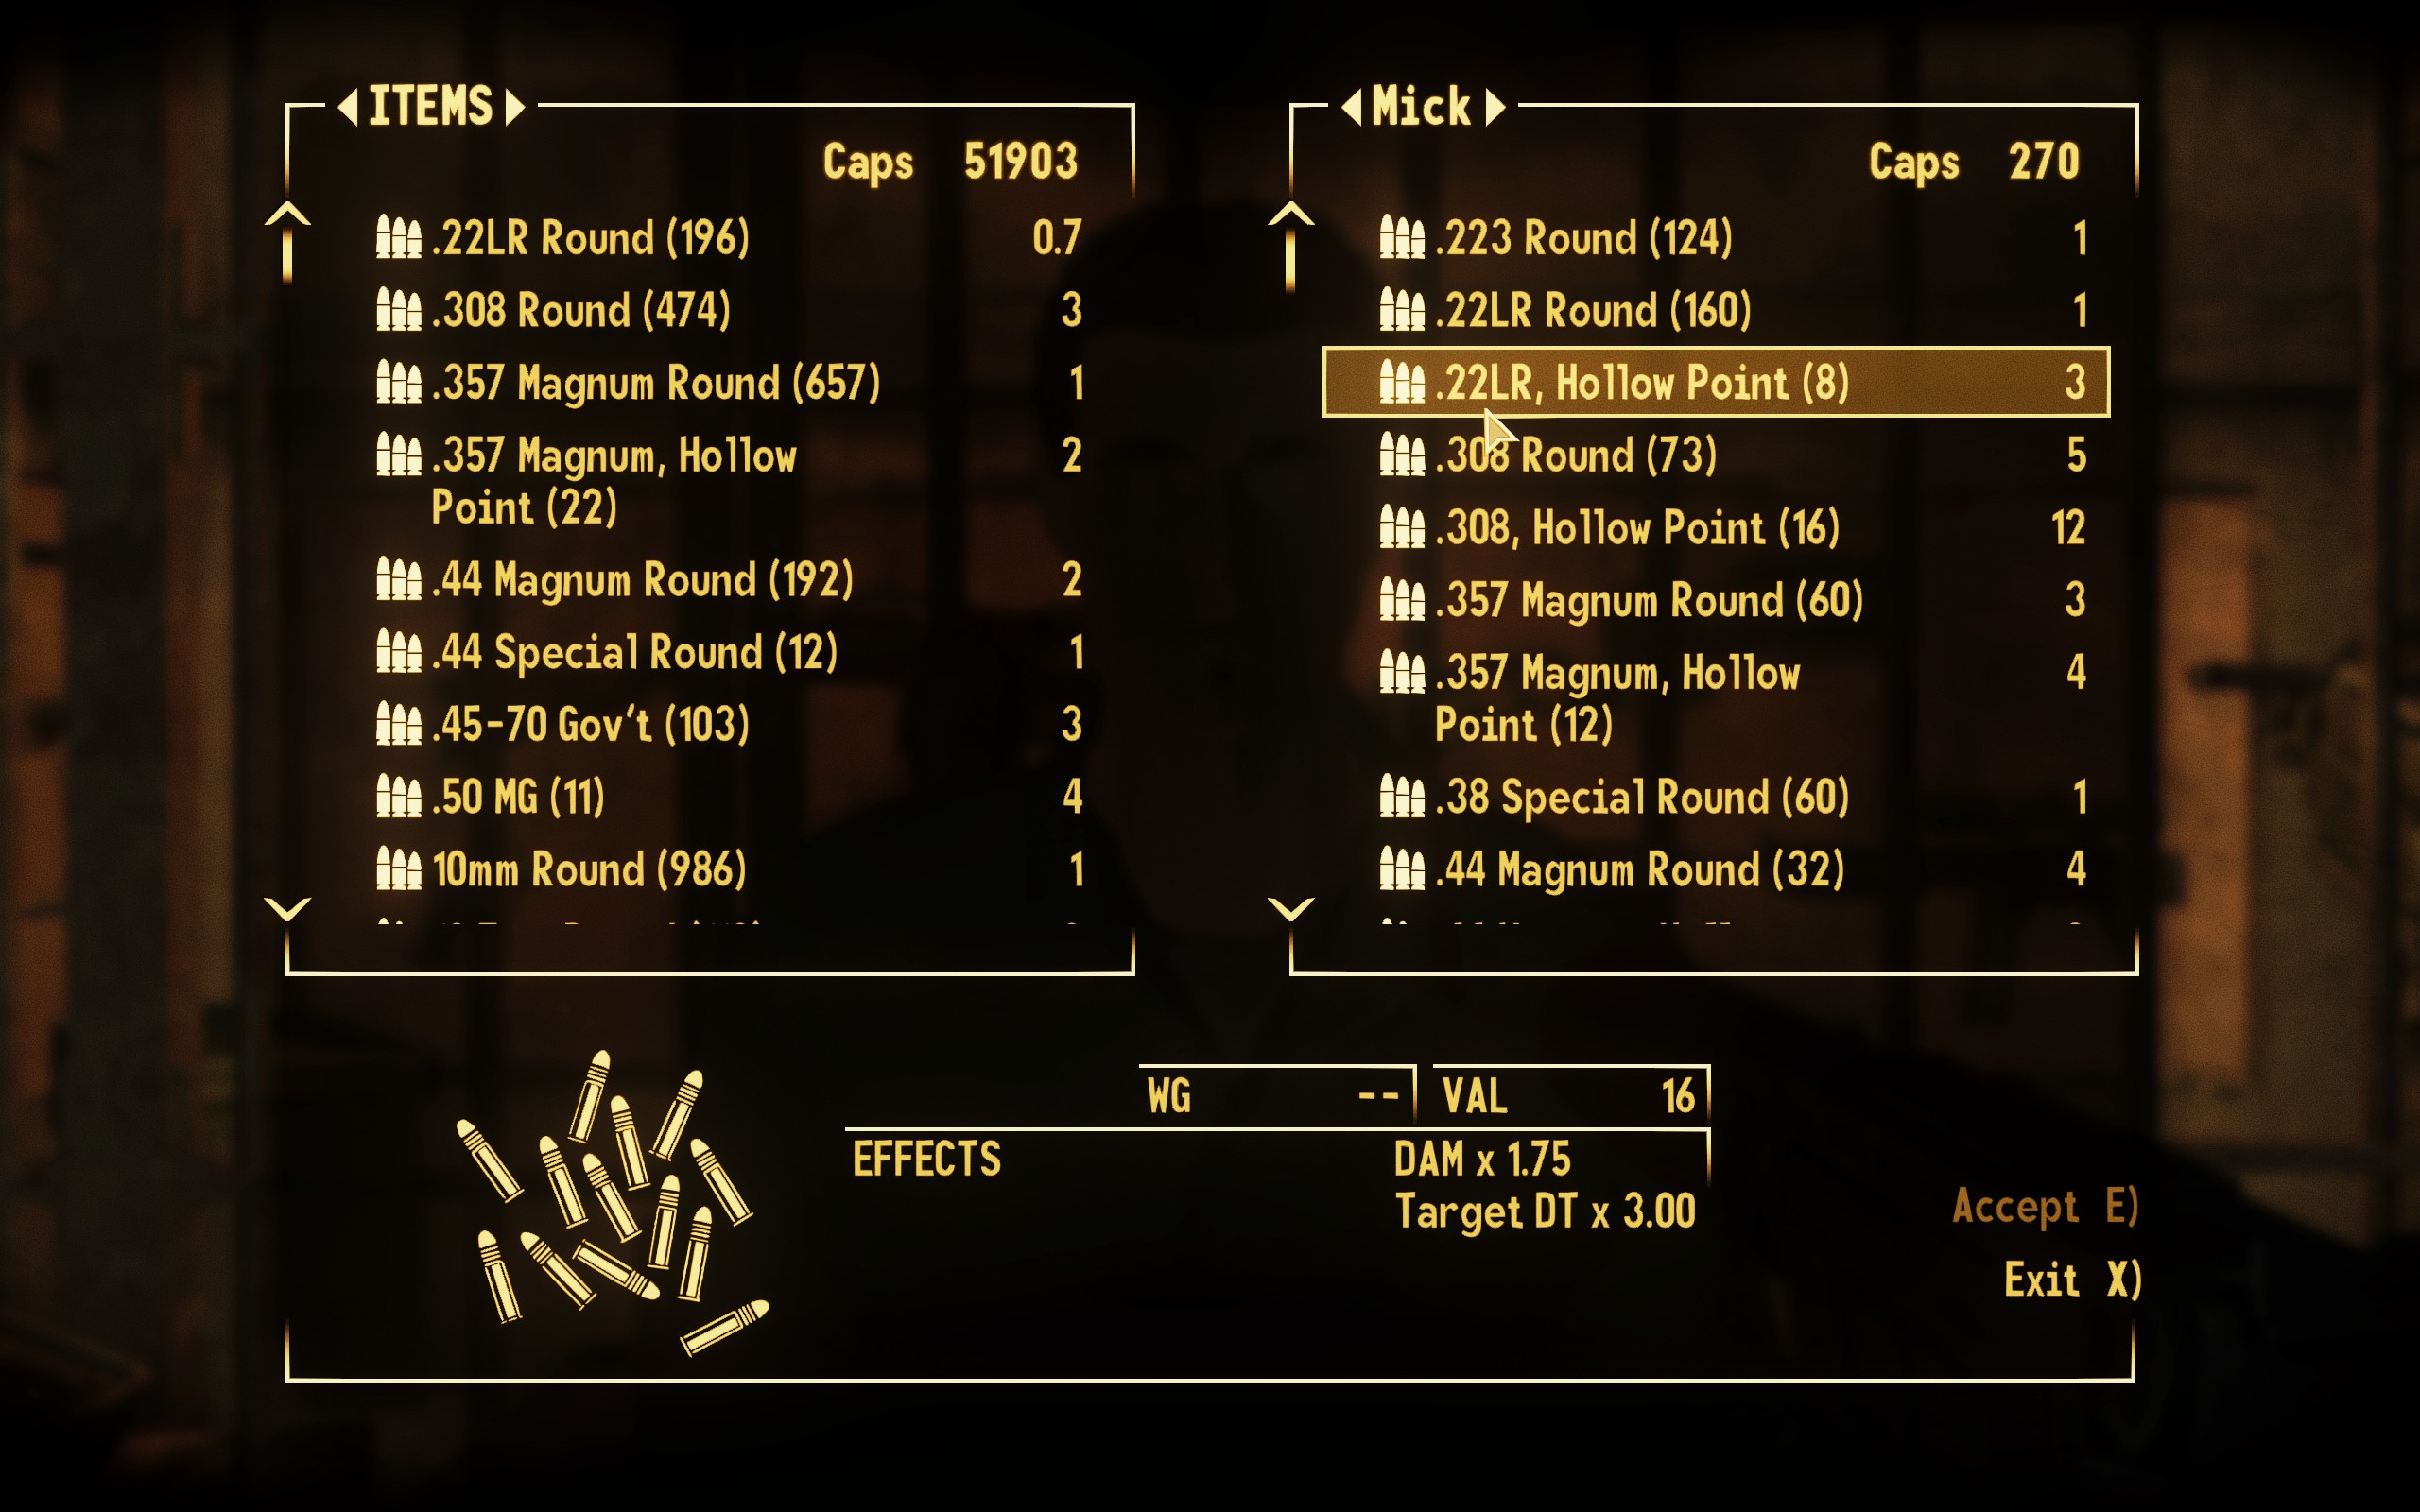 ITEMS
Caps 51903
.22LR Round (196) 0.7
.308 Round (474) 3
.357 Magnum Round (657) 1
.357 Magnum, Hollow 2
Point (22)
.44 Magnum Round (192) 2
.44 Special Round (12) 1
.45-70 Gov't (103) 3
.50 MG (11) 4
10mm Round (986) 1
Mick
Caps 270
.223 Round (124) 1
.22LR Round (160) 1
.22LR, Hollow Point (8) 3
.308 Round (73) 5
.308, Hollow Point (16) 12
.357 Magnum Round (60) 3
.357 Magnum, Hollow 4
Point (12)
.38 Special Round (60) 1
.44 Magnum Round (32) 4
WG --
VAL 16
EFFECTS DAM x 1.75
Target DT x 3.00
Accept E)
Exit X)